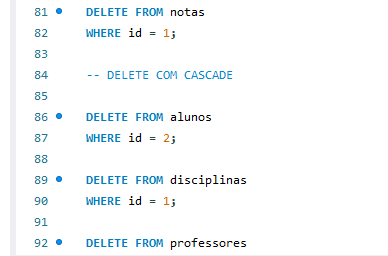 81 DELETE FROM notas
82 WHERE id = 1;
83
84 -- DELETE COM CASCADE
85
86 DELETE FROM alunos
87 WHERE id = 2;
88
89 DELETE FROM disciplinas
90 WHERE id = 1;
91
92 DELETE FROM professores